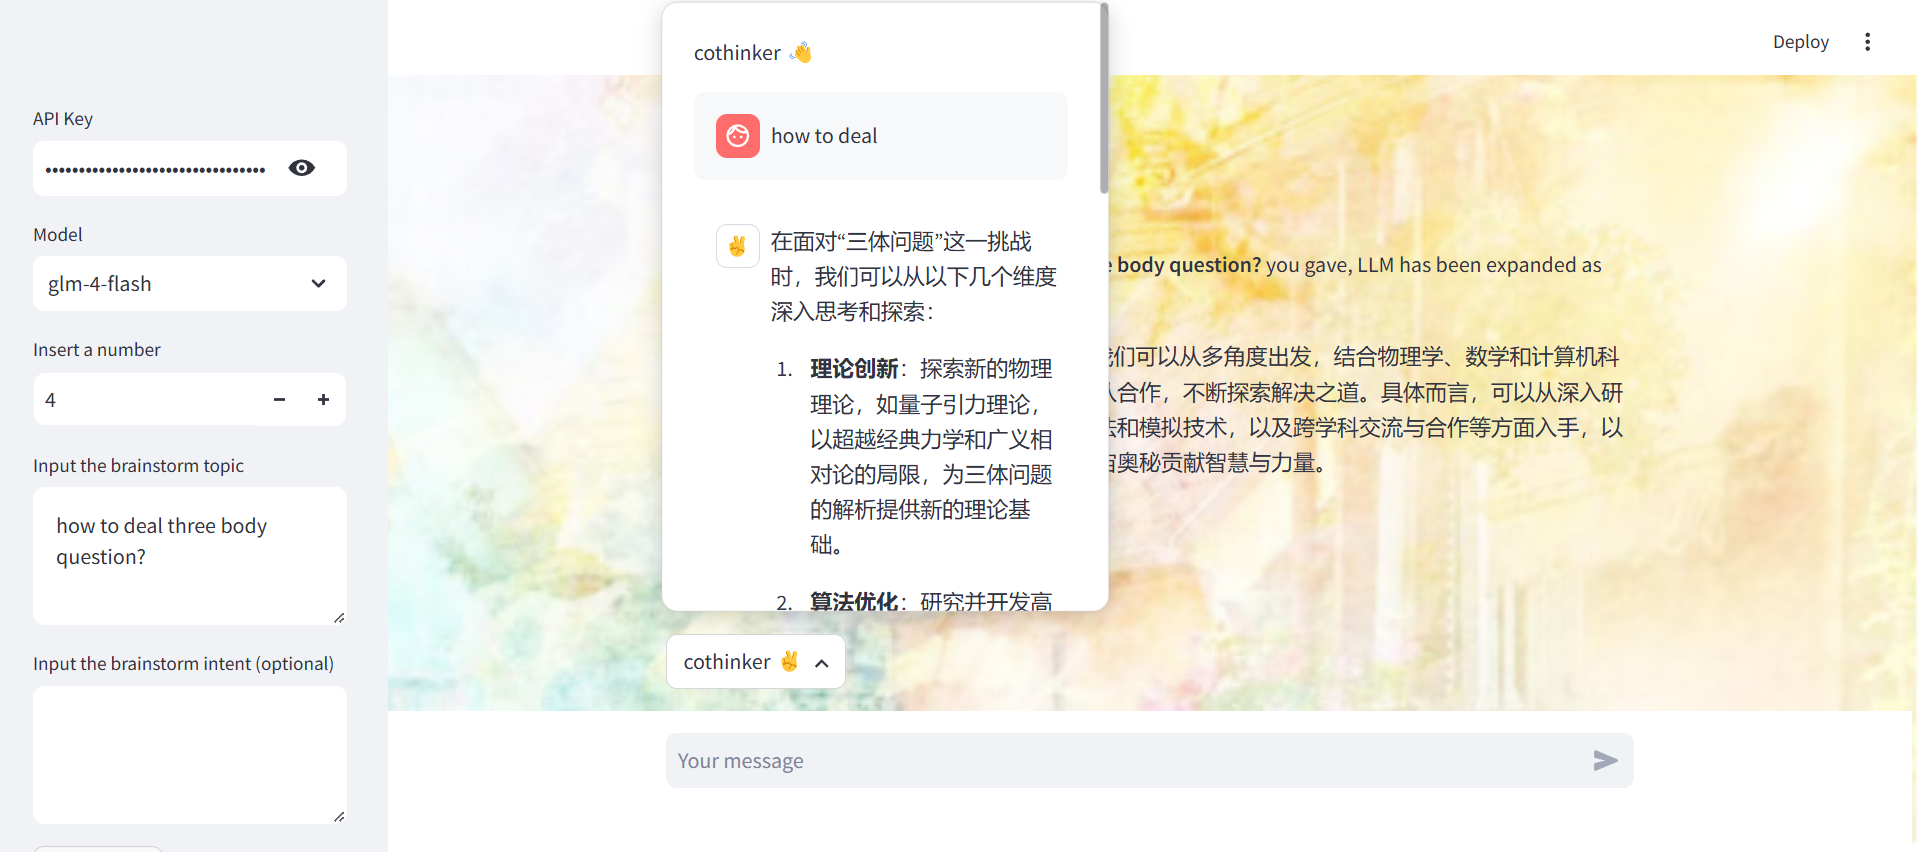 API Key
Model
glm-4-flash
Insert a number
4
Input the brainstorm topic
how to deal three body
question?
Input the brainstorm intent (optional)
Deploy
cothinker 👋
how to deal
在面对“三体问题”这一挑战
时，我们可以从以下几个维度
深入思考和探索：
1. 理论创新：探索新的物理
理论，如量子引力理论，
以超越经典力学和广义相
对论的局限，为三体问题
的解析提供新的理论基
础。
2. 算法优化：研究并开发高
body question? you gave, LLM has been expanded as
们可以从多角度出发，结合物理学、数学和计算机科
合作，不断探索解决之道。具体而言，可以从深入研
和模拟技术，以及跨学科交流与合作等方面入手，以
奥秘贡献智慧与力量。
cothinker ✌️
Your message